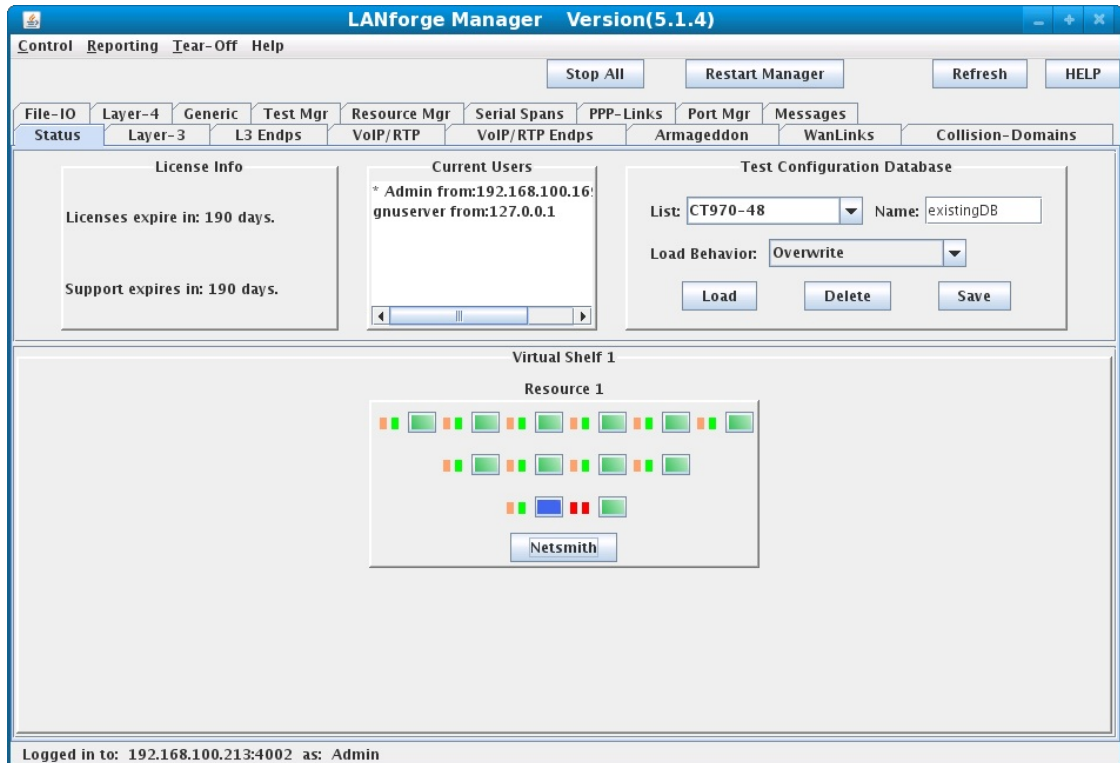 LANforge Manager Version(5.1.4)
Control Reporting Tear-Off Help
Stop All Restart Manager Refresh HELP
File-IO Layer-4 Generic Test Mgr Resource Mgr Serial Spans PPP-Links Port Mgr Messages
Status Layer-3 L3 Endps VoIP/RTP VoIP/RTP Endps Armageddon WanLinks Collision-Domains
License Info
Licenses expire in: 190 days.
Support expires in: 190 days.
Current Users
* Admin from:192.168.100.16
gnuserver from:127.0.0.1
Test Configuration Database
List: CT970-48 Name: existingDB
Load Behavior: Overwrite
Load Delete Save
Virtual Shelf 1
Resource 1
Netsmith
Logged in to: 192.168.100.213:4002 as: Admin